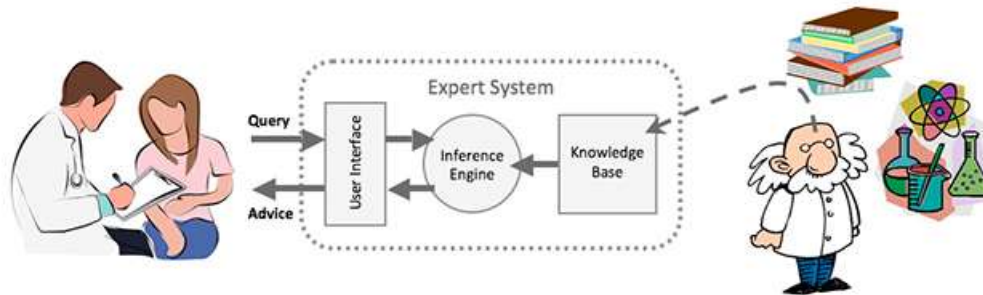 Expert System
Query
Advice
User Interface
Inference
Engine
Knowledge
Base